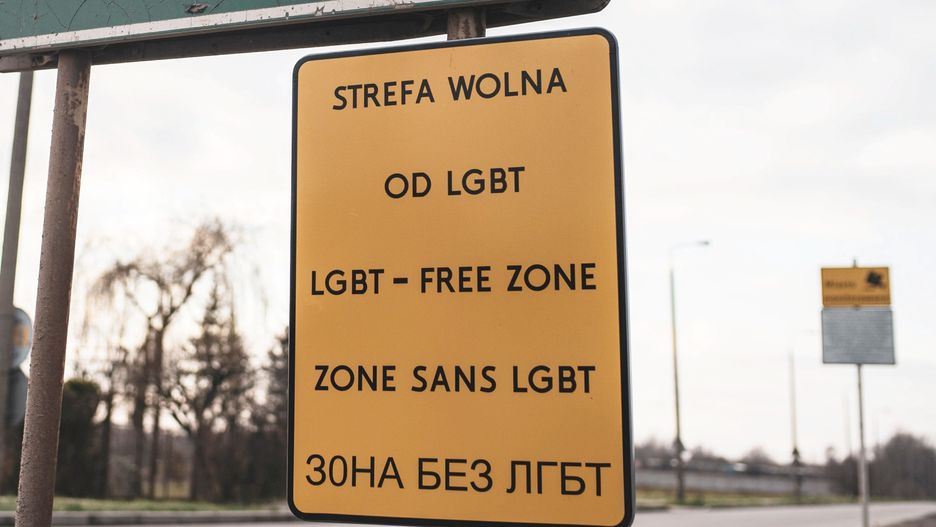 STREFA WOLNA
OD LGBT
LGBT - FREE ZONE
ZONE SANS LGBT
ЗОНА БЕЗ ЛГБТ